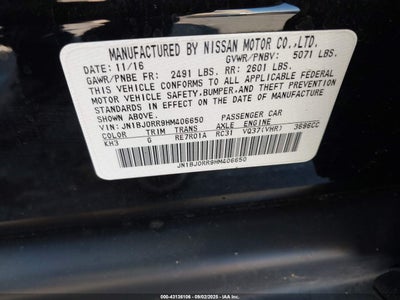 MANUFACTURED BY NISSAN MOTOR CO.,LTD.
DATE: 11/16 GVWR/PNBV: 5071 LBS.
GAWR/PNBE FR: 2491 LBS. RR: 2601 LBS.
THIS VEHICLE CONFORMS TO ALL APPLICABLE FEDERAL
MOTOR VEHICLE SAFETY, BUMPER, AND THEFT PREVENTION
STANDARDS IN EFFECT ON THE DATE OF MANUFACTURE
SHOWN ABOVE.
VIN: JN1BJ0RR9HM406650 PASSENGER CAR
COLOR TRIM TRANS AXLE ENGINE
KH3 G RE7R01A RC31 VQ37(VHR) 3696CC
JN1BJ0RR9HM406650
000-43136106 - 09/02/2025 - IAAI.COM